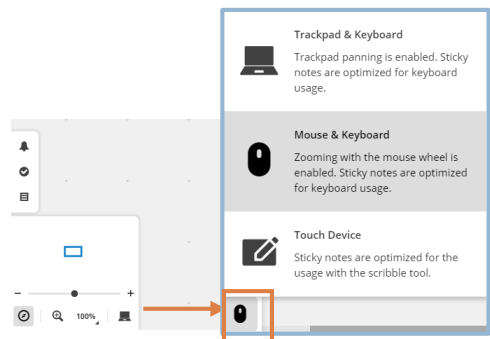 Trackpad & Keyboard
Trackpad panning is enabled. Sticky
notes are optimized for keyboard
usage.
Mouse & Keyboard
Zooming with the mouse wheel is
enabled. Sticky notes are optimized
for keyboard usage.
Touch Device
Sticky notes are optimized for the
usage with the scribble tool.
− +
100%